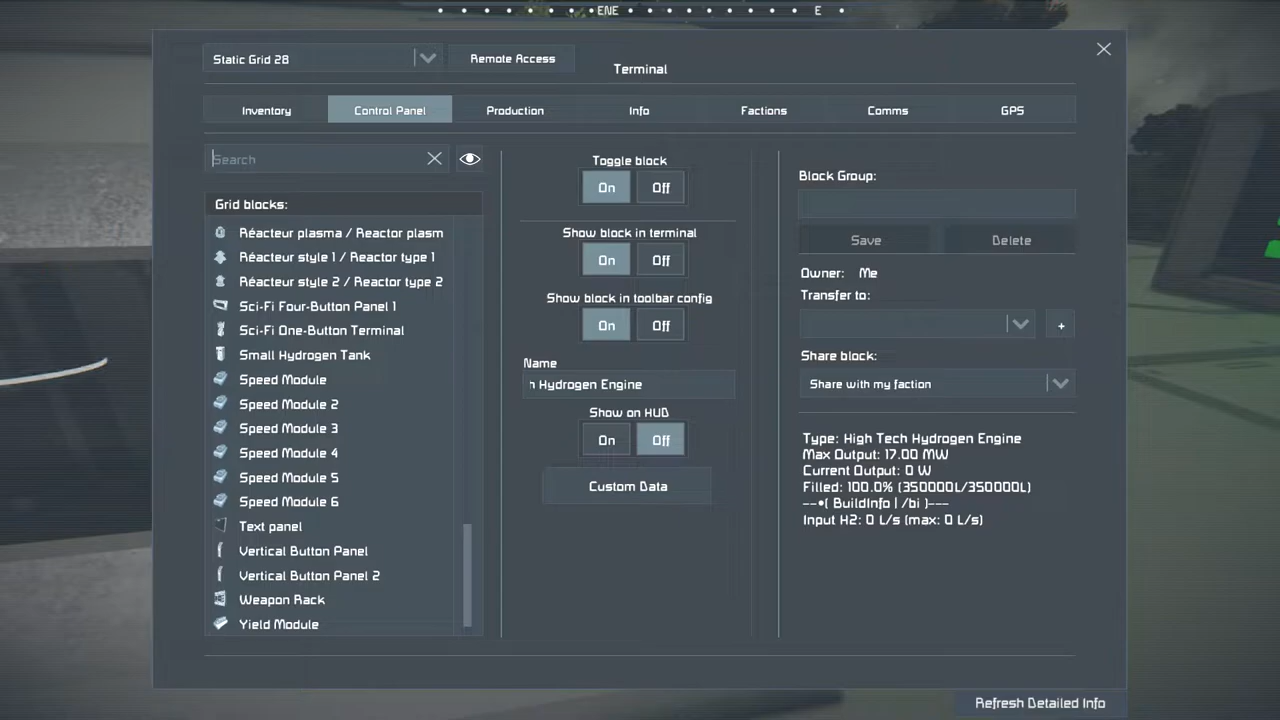 ENE
E
Static Grid 28
Remote Access
Terminal
Inventory
Control Panel
Production
Info
Factions
Comms
GPS
Search
Grid blocks:
Réacteur plasma / Reactor plasm
Réacteur style 1 / Reactor type 1
Réacteur style 2 / Reactor type 2
Sci-Fi Four-Button Panel 1
Sci-Fi One-Button Terminal
Small Hydrogen Tank
Speed Module
Speed Module 2
Speed Module 3
Speed Module 4
Speed Module 5
Speed Module 6
Text panel
Vertical Button Panel
Vertical Button Panel 2
Weapon Rack
Yield Module
Toggle block
On
Off
Show block in terminal
On
Off
Show block in toolbar config
On
Off
Name
h Hydrogen Engine
Show on HUD
On
Off
Custom Data
Block Group:
Save
Delete
Owner: Me
Transfer to:
+
Share block:
Share with my faction
Type: High Tech Hydrogen Engine
Max Output: 17.00 MW
Current Output: 0 W
Filled: 100.0% (350000L/350000L)
--•( BuildInfo | /bi )---
Input H2: 0 L/s (max: 0 L/s)
Refresh Detailed Info